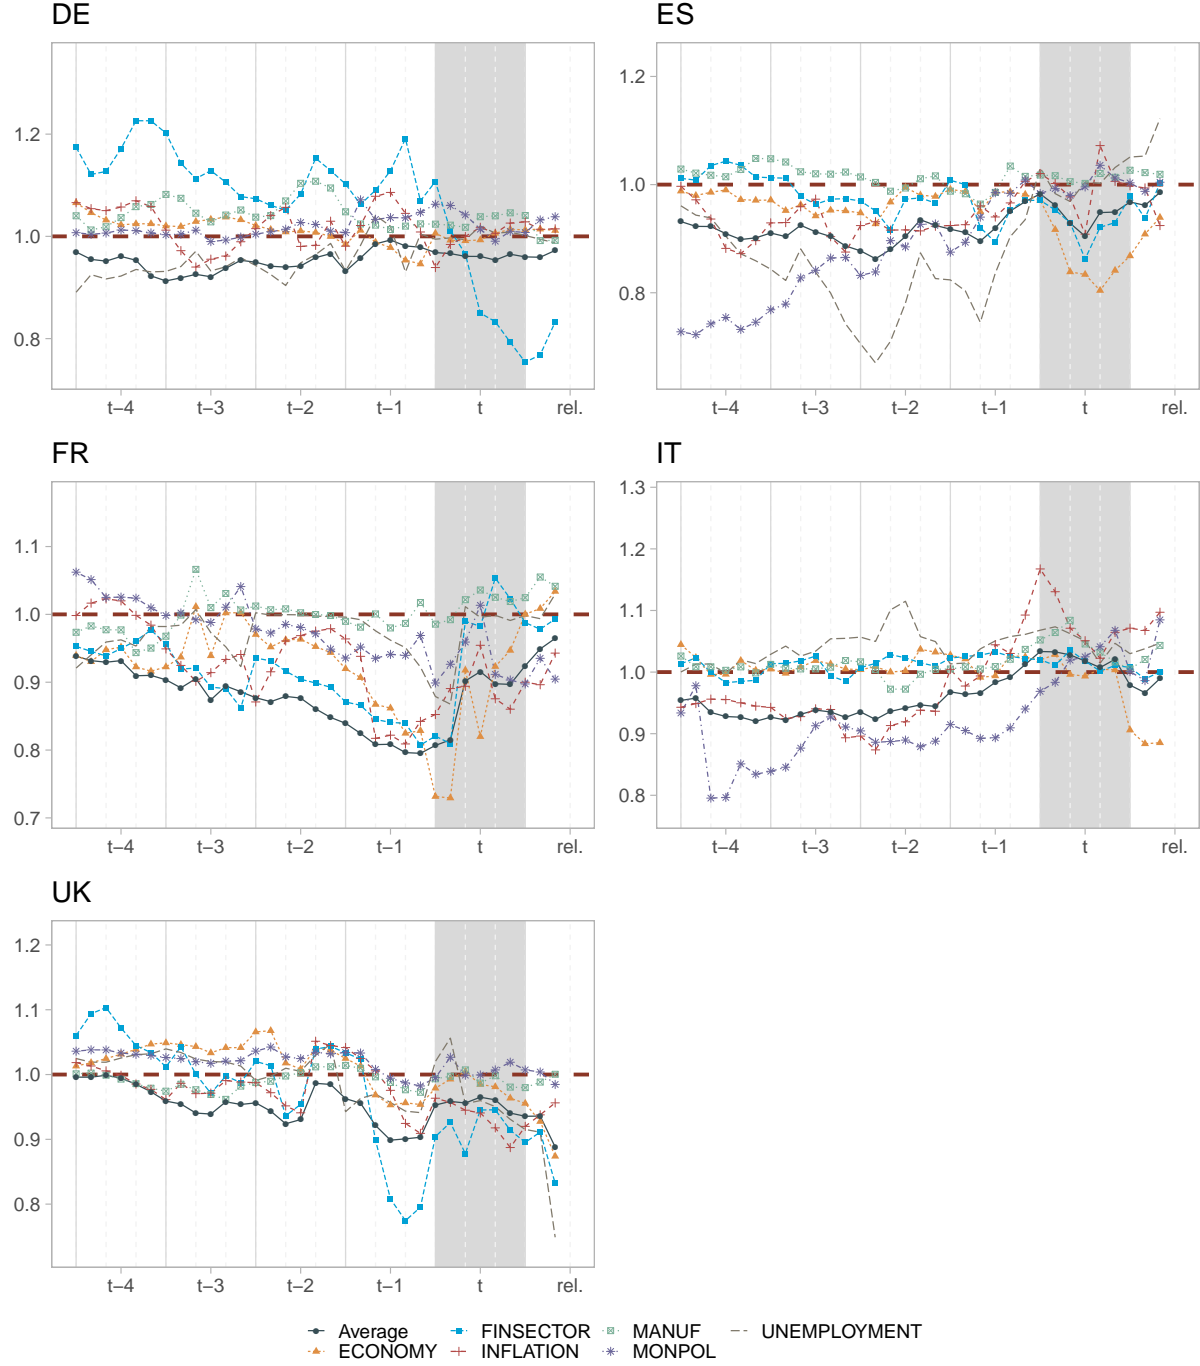 DE
1.2
1.0
0.8
t−4 t−3 t−2 t−1 t rel.
ES
1.2
1.0
0.8
t−4 t−3 t−2 t−1 t rel.
FR
1.1
1.0
0.9
0.8
0.7
t−4 t−3 t−2 t−1 t rel.
IT
1.3
1.2
1.1
1.0
0.9
0.8
t−4 t−3 t−2 t−1 t rel.
UK
1.2
1.1
1.0
0.9
0.8
t−4 t−3 t−2 t−1 t rel.
Average FINSECTOR MANUF UNEMPLOYMENT
ECONOMY INFLATION MONPOL